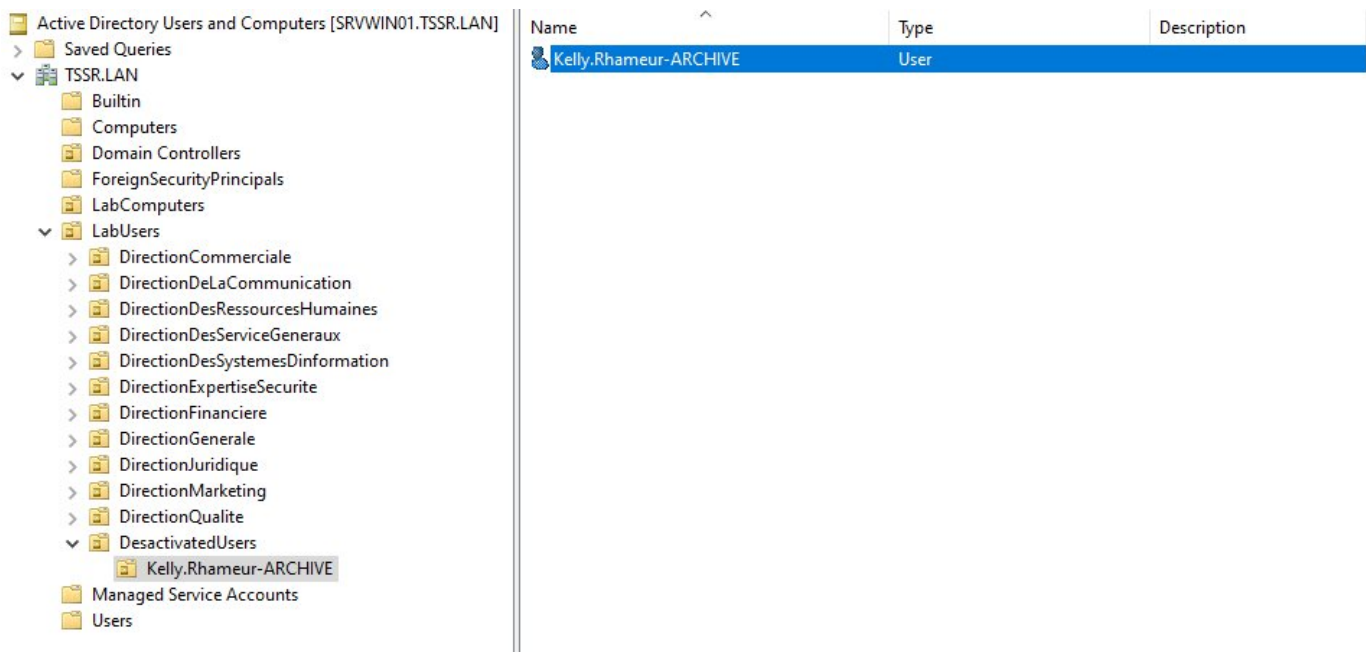 Active Directory Users and Computers [SRVWIN01.TSSR.LAN]
Saved Queries
TSSR.LAN
Builtin
Computers
Domain Controllers
ForeignSecurityPrincipals
LabComputers
LabUsers
DirectionCommerciale
DirectionDeLaCommunication
DirectionDesRessourcesHumaines
DirectionDesServiceGeneraux
DirectionDesSystemesDinformation
DirectionExpertiseSecurite
DirectionFinanciere
DirectionGenerale
DirectionJuridique
DirectionMarketing
DirectionQualite
DesactivatedUsers
Kelly.Rhameur-ARCHIVE
Managed Service Accounts
Users
Name Type Description
Kelly.Rhameur-ARCHIVE User